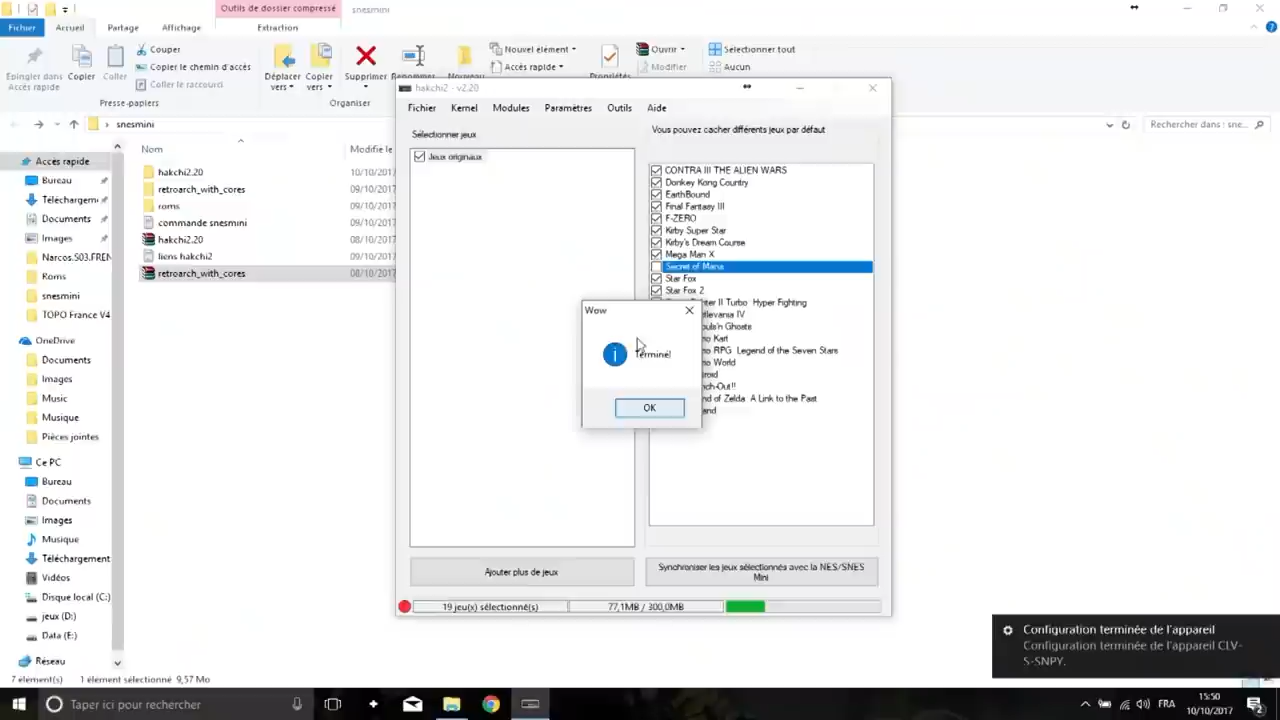 Outils de dossier compressé snesmini
Fichier Accueil Partage Affichage Extraction
Épingler dans Accès rapide
Copier
Coller
Couper
Copier le chemin d'accès
Coller le raccourci
Presse-papiers
Déplacer vers
Copier vers
Supprimer
Renommer
Nouveau
Organiser
Nouvel élément
Accès rapide
Propriétés
Ouvrir
Modifier
Sélectionner tout
Aucun
snesmini
Rechercher dans : sne...
Accès rapide
Bureau
Téléchargem
Documents
Images
Narcos.S03.FREN
Roms
snesmini
TOPO France V4
OneDrive
Documents
Images
Music
Musique
Pièces jointes
Ce PC
Bureau
Documents
Images
Musique
Téléchargement
Vidéos
Disque local (C:)
jeux (D:)
Data (E:)
Réseau
Nom Modifie le
hakchi2.20 10/10/2017
retroarch_with_cores 09/10/2017
roms 09/10/2017
commande snesmini 09/10/2017
hakchi2.20 08/10/2017
liens hakchi2 09/10/2017
retroarch_with_cores 08/10/2017
7 élément(s) 1 élément sélectionné 9,57 Mo
hakchi2 - v2.20
Fichier Kernel Modules Paramètres Outils Aide
Sélectionner jeux
Jeux originaux
Vous pouvez cacher différents jeux par défaut
CONTRA III THE ALIEN WARS
Donkey Kong Country
EarthBound
Final Fantasy III
F-ZERO
Kirby Super Star
Kirby's Dream Course
Mega Man X
Secret of Mana
Star Fox
Star Fox 2
Turbo Hyper Fighting
IV
Ghosts
Kart
RPG Legend of the Seven Stars
World
of Zelda A Link to the Past
Wow
Terminé!
OK
Ajouter plus de jeux
Synchroniser les jeux sélectionnés avec la NES/SNES
Mini
19 jeu(x) sélectionné(s) 77,1MB / 300,0MB
Configuration terminée de l'appareil
Configuration terminée de l'appareil CLV-
S-SNPY.
Taper ici pour rechercher
FRA
15:50
10/10/2017